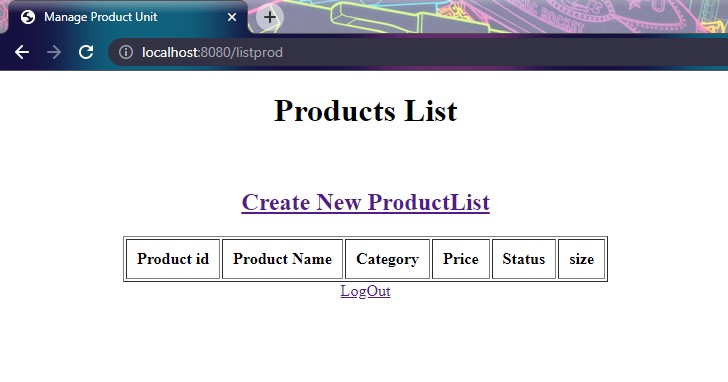 Manage Product Unit
localhost:8080/listprod
Products List
Create New ProductList
Product id Product Name Category Price Status size
LogOut